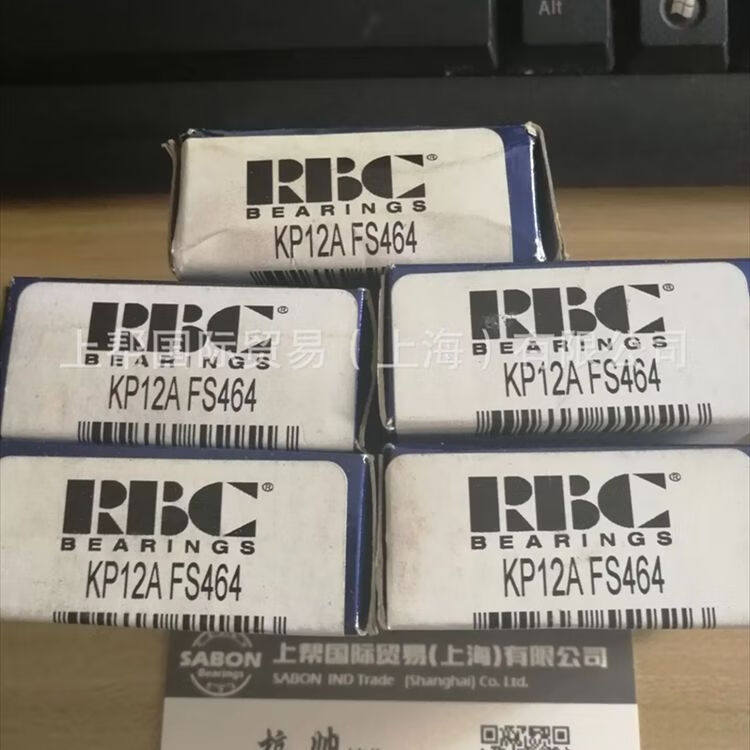 Alt
RBC®
BEARINGS
KP12A FS464
RBC®
BEARINGS
KP12A FS464
RBC®
BEARINGS
KP12A FS464
上帮国际贸易（上海）有限公司
RBC®
BEARINGS
KP12A FS464
RBC®
BEARINGS
KP12A FS464
SABON
Bearings
上帮国际贸易(上海)有限公司
SABON IND Trade (Shanghai) Co. Ltd.